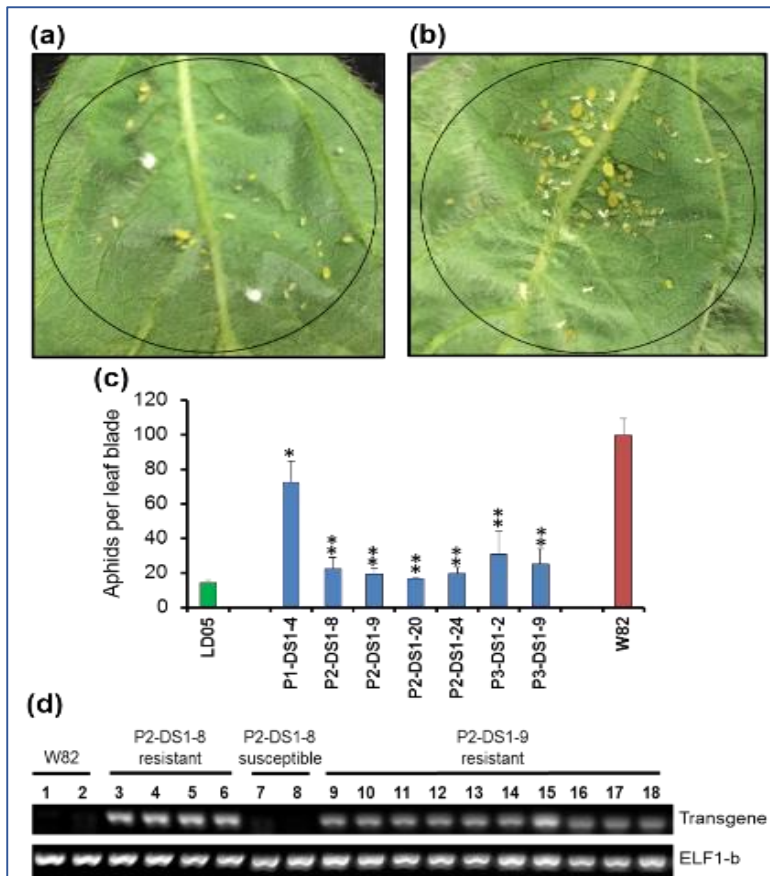 (a)
(b)
(c)
Aphids per leaf blade
120
100
80
60
40
20
0
*
**
**
**
**
**
**
LD05
P1-DS1-4
P2-DS1-8
P2-DS1-9
P2-DS1-20
P2-DS1-24
P3-DS1-2
P3-DS1-9
W82
(d)
W82
P2-DS1-8
resistant
P2-DS1-8
susceptible
P2-DS1-9
resistant
1 2 3 4 5 6 7 8 9 10 11 12 13 14 15 16 17 18
Transgene
ELF1-b